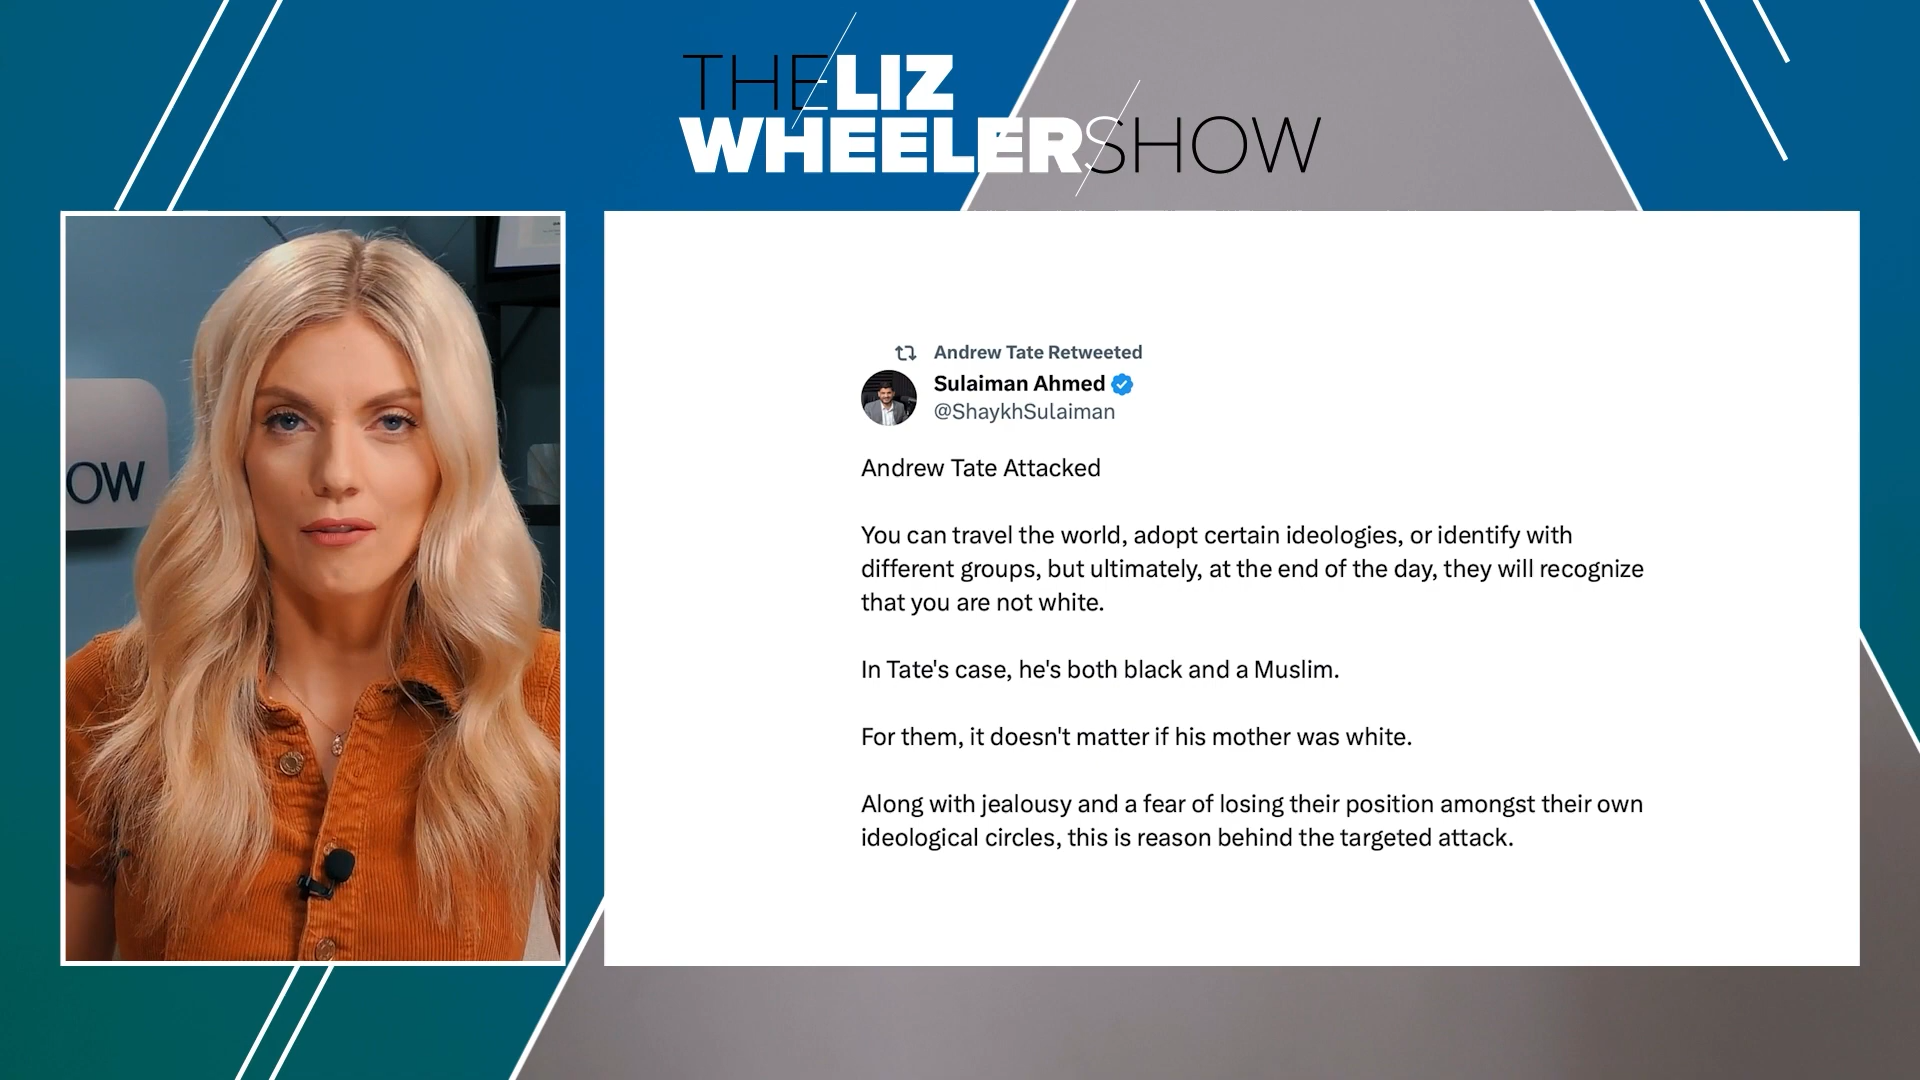 THE LIZ
WHEELER SHOW
OW
Andrew Tate Retweeted
Sulaiman Ahmed
@ShaykhSulaiman
Andrew Tate Attacked
You can travel the world, adopt certain ideologies, or identify with
different groups, but ultimately, at the end of the day, they will recognize
that you are not white.
In Tate's case, he's both black and a Muslim.
For them, it doesn't matter if his mother was white.
Along with jealousy and a fear of losing their position amongst their own
ideological circles, this is reason behind the targeted attack.